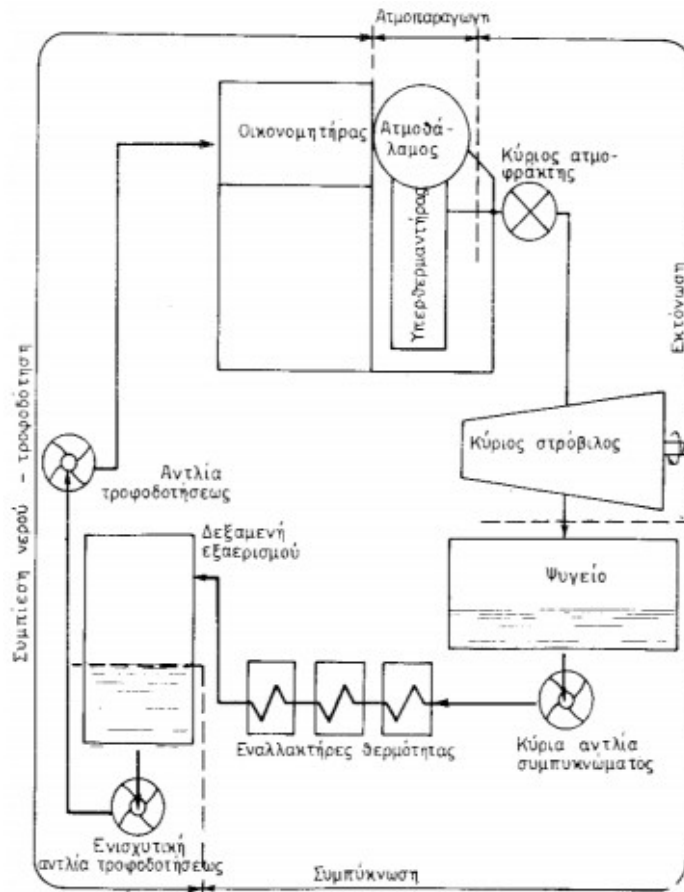 Ατμοπαραγωγη
Οικονομητήρας
Ατμοθά-
λαμος
Κύριος ατμο-
φράκτης
Υπερθερμαντήρας
Εκτόνωση
Κύριος στρόβιλος
Συμπίεση νερού - τροφοδότηση
Αντλία
τροφοδοτήσεως
Δεξαμενή
εξαερισμού
Ψυγείο
Εναλλακτήρες θερμότητας
Κύρια αντλία
συμπυκνώματος
Ενισχυτική
αντλία τροφοδοτήσεως
Συμπύκνωση